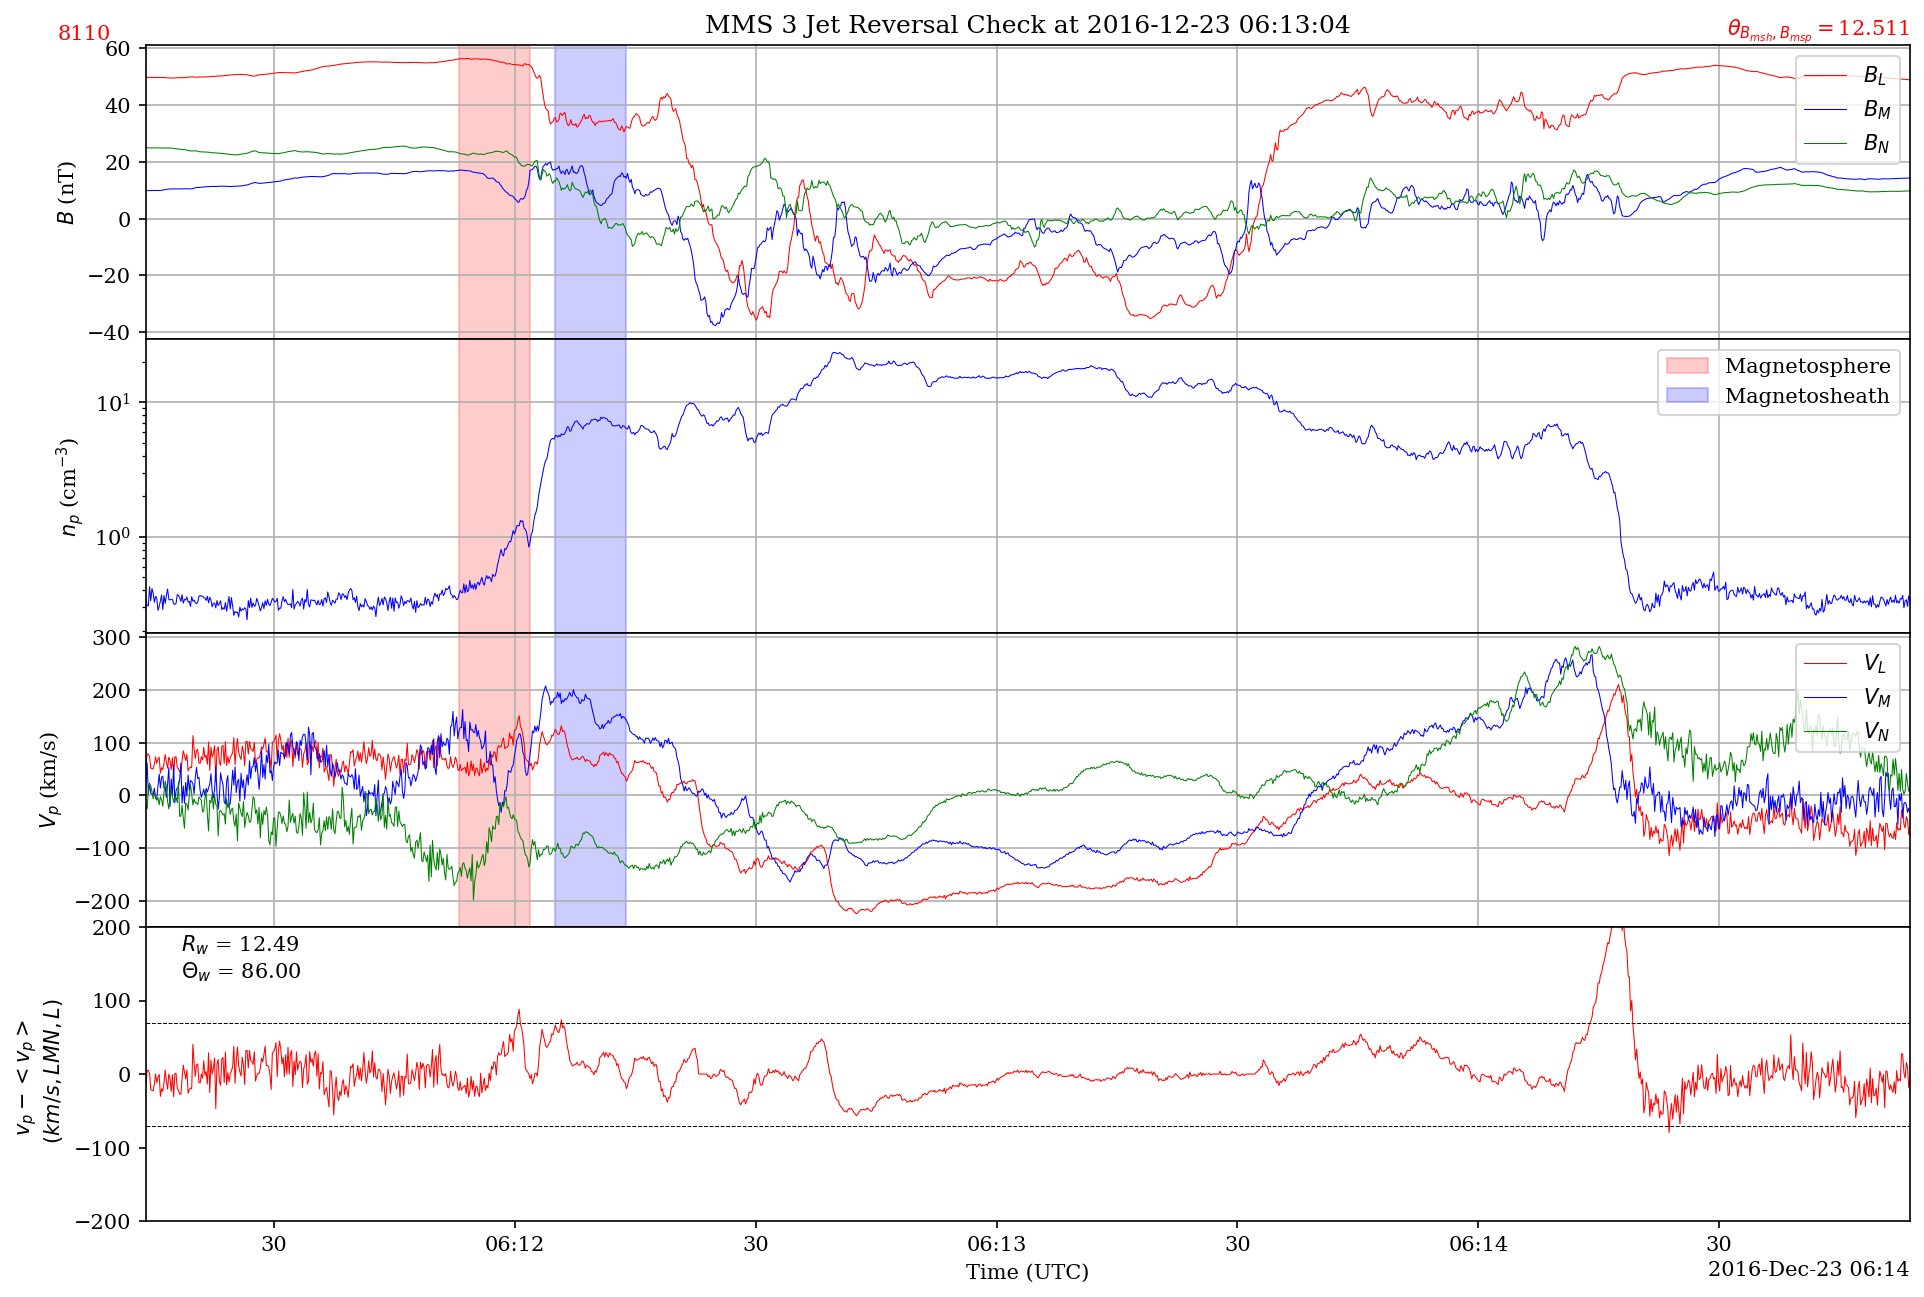 MMS 3 Jet Reversal Check at 2016-12-23 06:13:04
8110
θ_{B_{msh}, B_{msp}} = 12.511
60
40
20
0
−20
−40
B (nT)
B_L
B_M
B_N
10^1
10^0
n_p (cm^{−3})
Magnetosphere
Magnetosheath
300
200
100
0
−100
−200
V_p (km/s)
V_L
V_M
V_N
200
100
0
−100
−200
v_p − < v_p >
(km/s, LMN, L)
R_w = 12.49
Θ_w = 86.00
30 06:12 30 06:13 30 06:14 30
Time (UTC)
2016-Dec-23 06:14